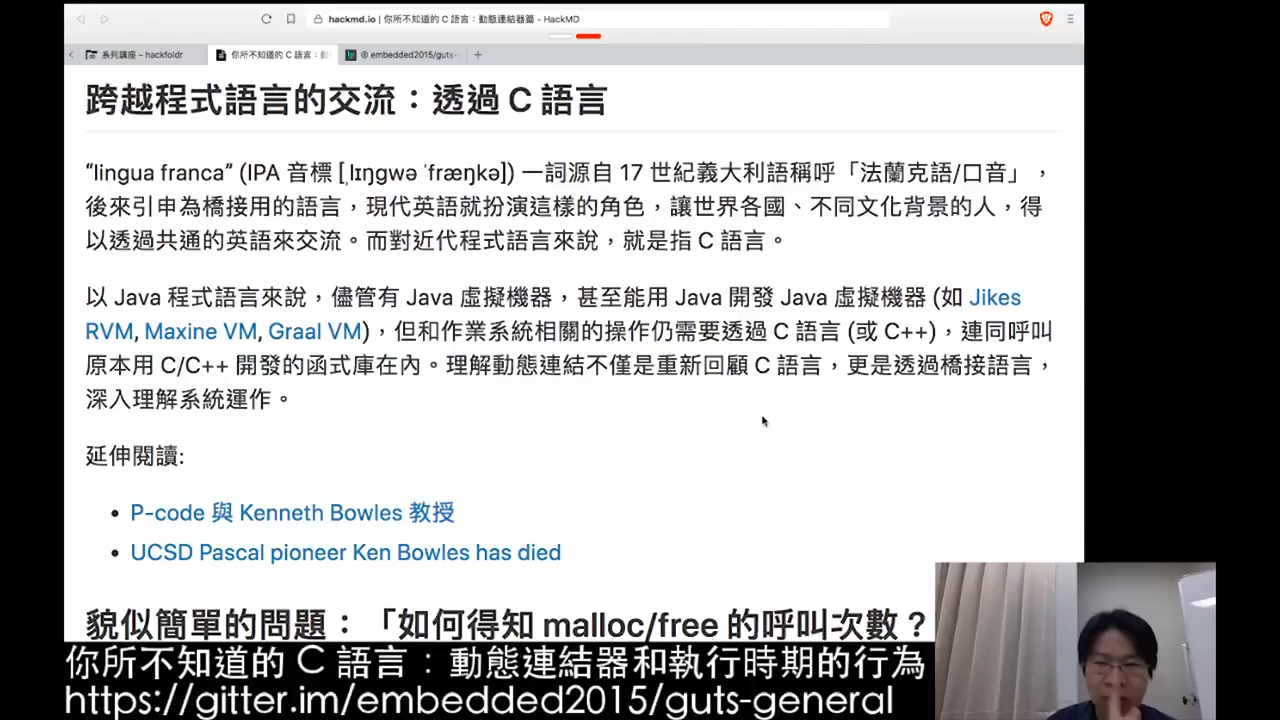 hackmd.io | 你所不知道的 C 語言：動態連結器篇 - HackMD
系列講座 – hackfoldr
你所不知道的 C 語言：動
embedded2015/guts-
跨越程式語言的交流：透過 C 語言
“lingua franca” (IPA 音標 [ˌlɪŋɡwə ˈfræŋkə]) 一詞源自 17 世紀義大利語稱呼「法蘭克語/口音」，
後來引申為橋接用的語言，現代英語就扮演這樣的角色，讓世界各國、不同文化背景的人，得
以透過共通的英語來交流。而對近代程式語言來說，就是指 C 語言。
以 Java 程式語言來說，儘管有 Java 虛擬機器，甚至能用 Java 開發 Java 虛擬機器 (如 Jikes
RVM, Maxine VM, Graal VM)，但和作業系統相關的操作仍需要透過 C 語言 (或 C++)，連同呼叫
原本用 C/C++ 開發的函式庫在內。理解動態連結不僅是重新回顧 C 語言，更是透過橋接語言，
深入理解系統運作。
延伸閱讀:
• P-code 與 Kenneth Bowles 教授
• UCSD Pascal pioneer Ken Bowles has died
貌似簡單的問題：「如何得知 malloc/free 的呼叫次數？
你所不知道的 C 語言：動態連結器和執行時期的行為
https://gitter.im/embedded2015/guts-general